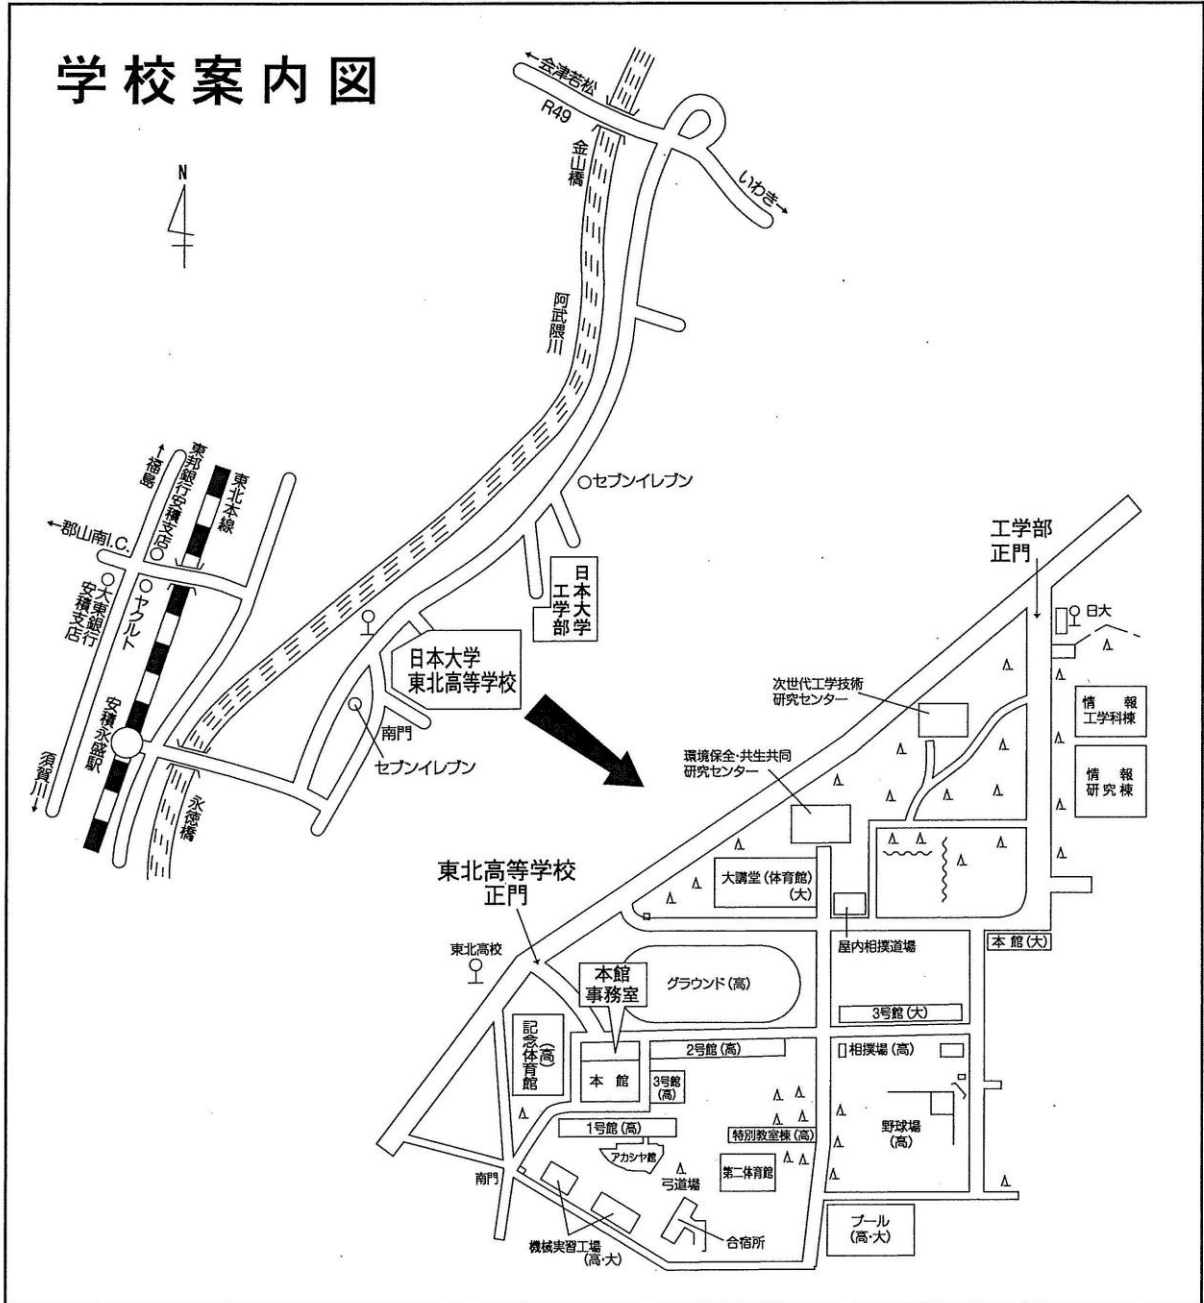 学校案内図
N
←会津若松
R49
いわき→
金山橋
阿武隈川
セブンイレブン
←福島
東邦銀行安積支店
東北本線
←郡山南I.C.
大東銀行
安積支店
ヤクルト
安積永盛駅
須賀川→
永徳橋
日本大学
工学部
日本大学
東北高等学校
南門
セブンイレブン
工学部
正門
日大
次世代工学技術
研究センター
情報
工学科棟
環境保全・共生共同
研究センター
情報
研究棟
東北高等学校
正門
大講堂(体育館)
(大)
屋内相撲道場
本館(大)
東北高校
本館
事務室
グラウンド(高)
3号館(大)
記念体育館
(高)
2号館(高)
相撲場(高)
本館
3号館
(高)
1号館(高)
特別教室棟(高)
野球場
(高)
アカシヤ館
弓道場
第二体育館
南門
機械実習工場
(高・大)
合宿所
プール
(高・大)